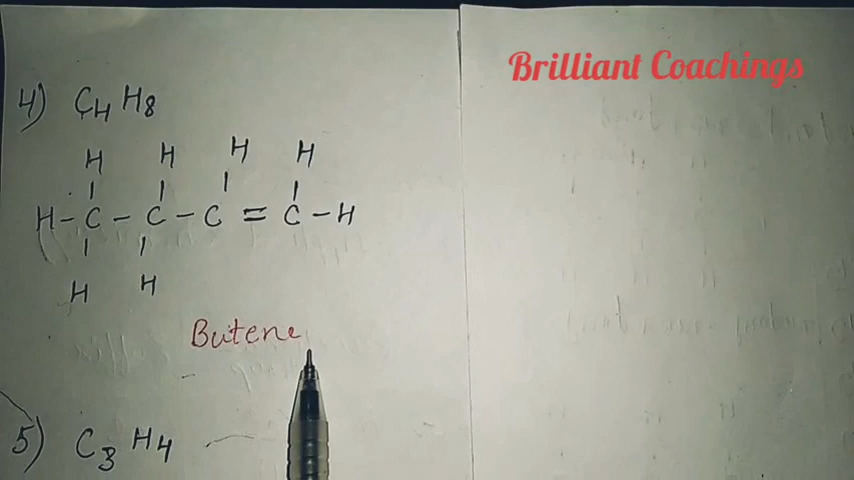 Brilliant Coachings
4) C4H8
H H H H
| | | |
H-C-C-C=C-H
| |
H H
Butene
5) C3H4